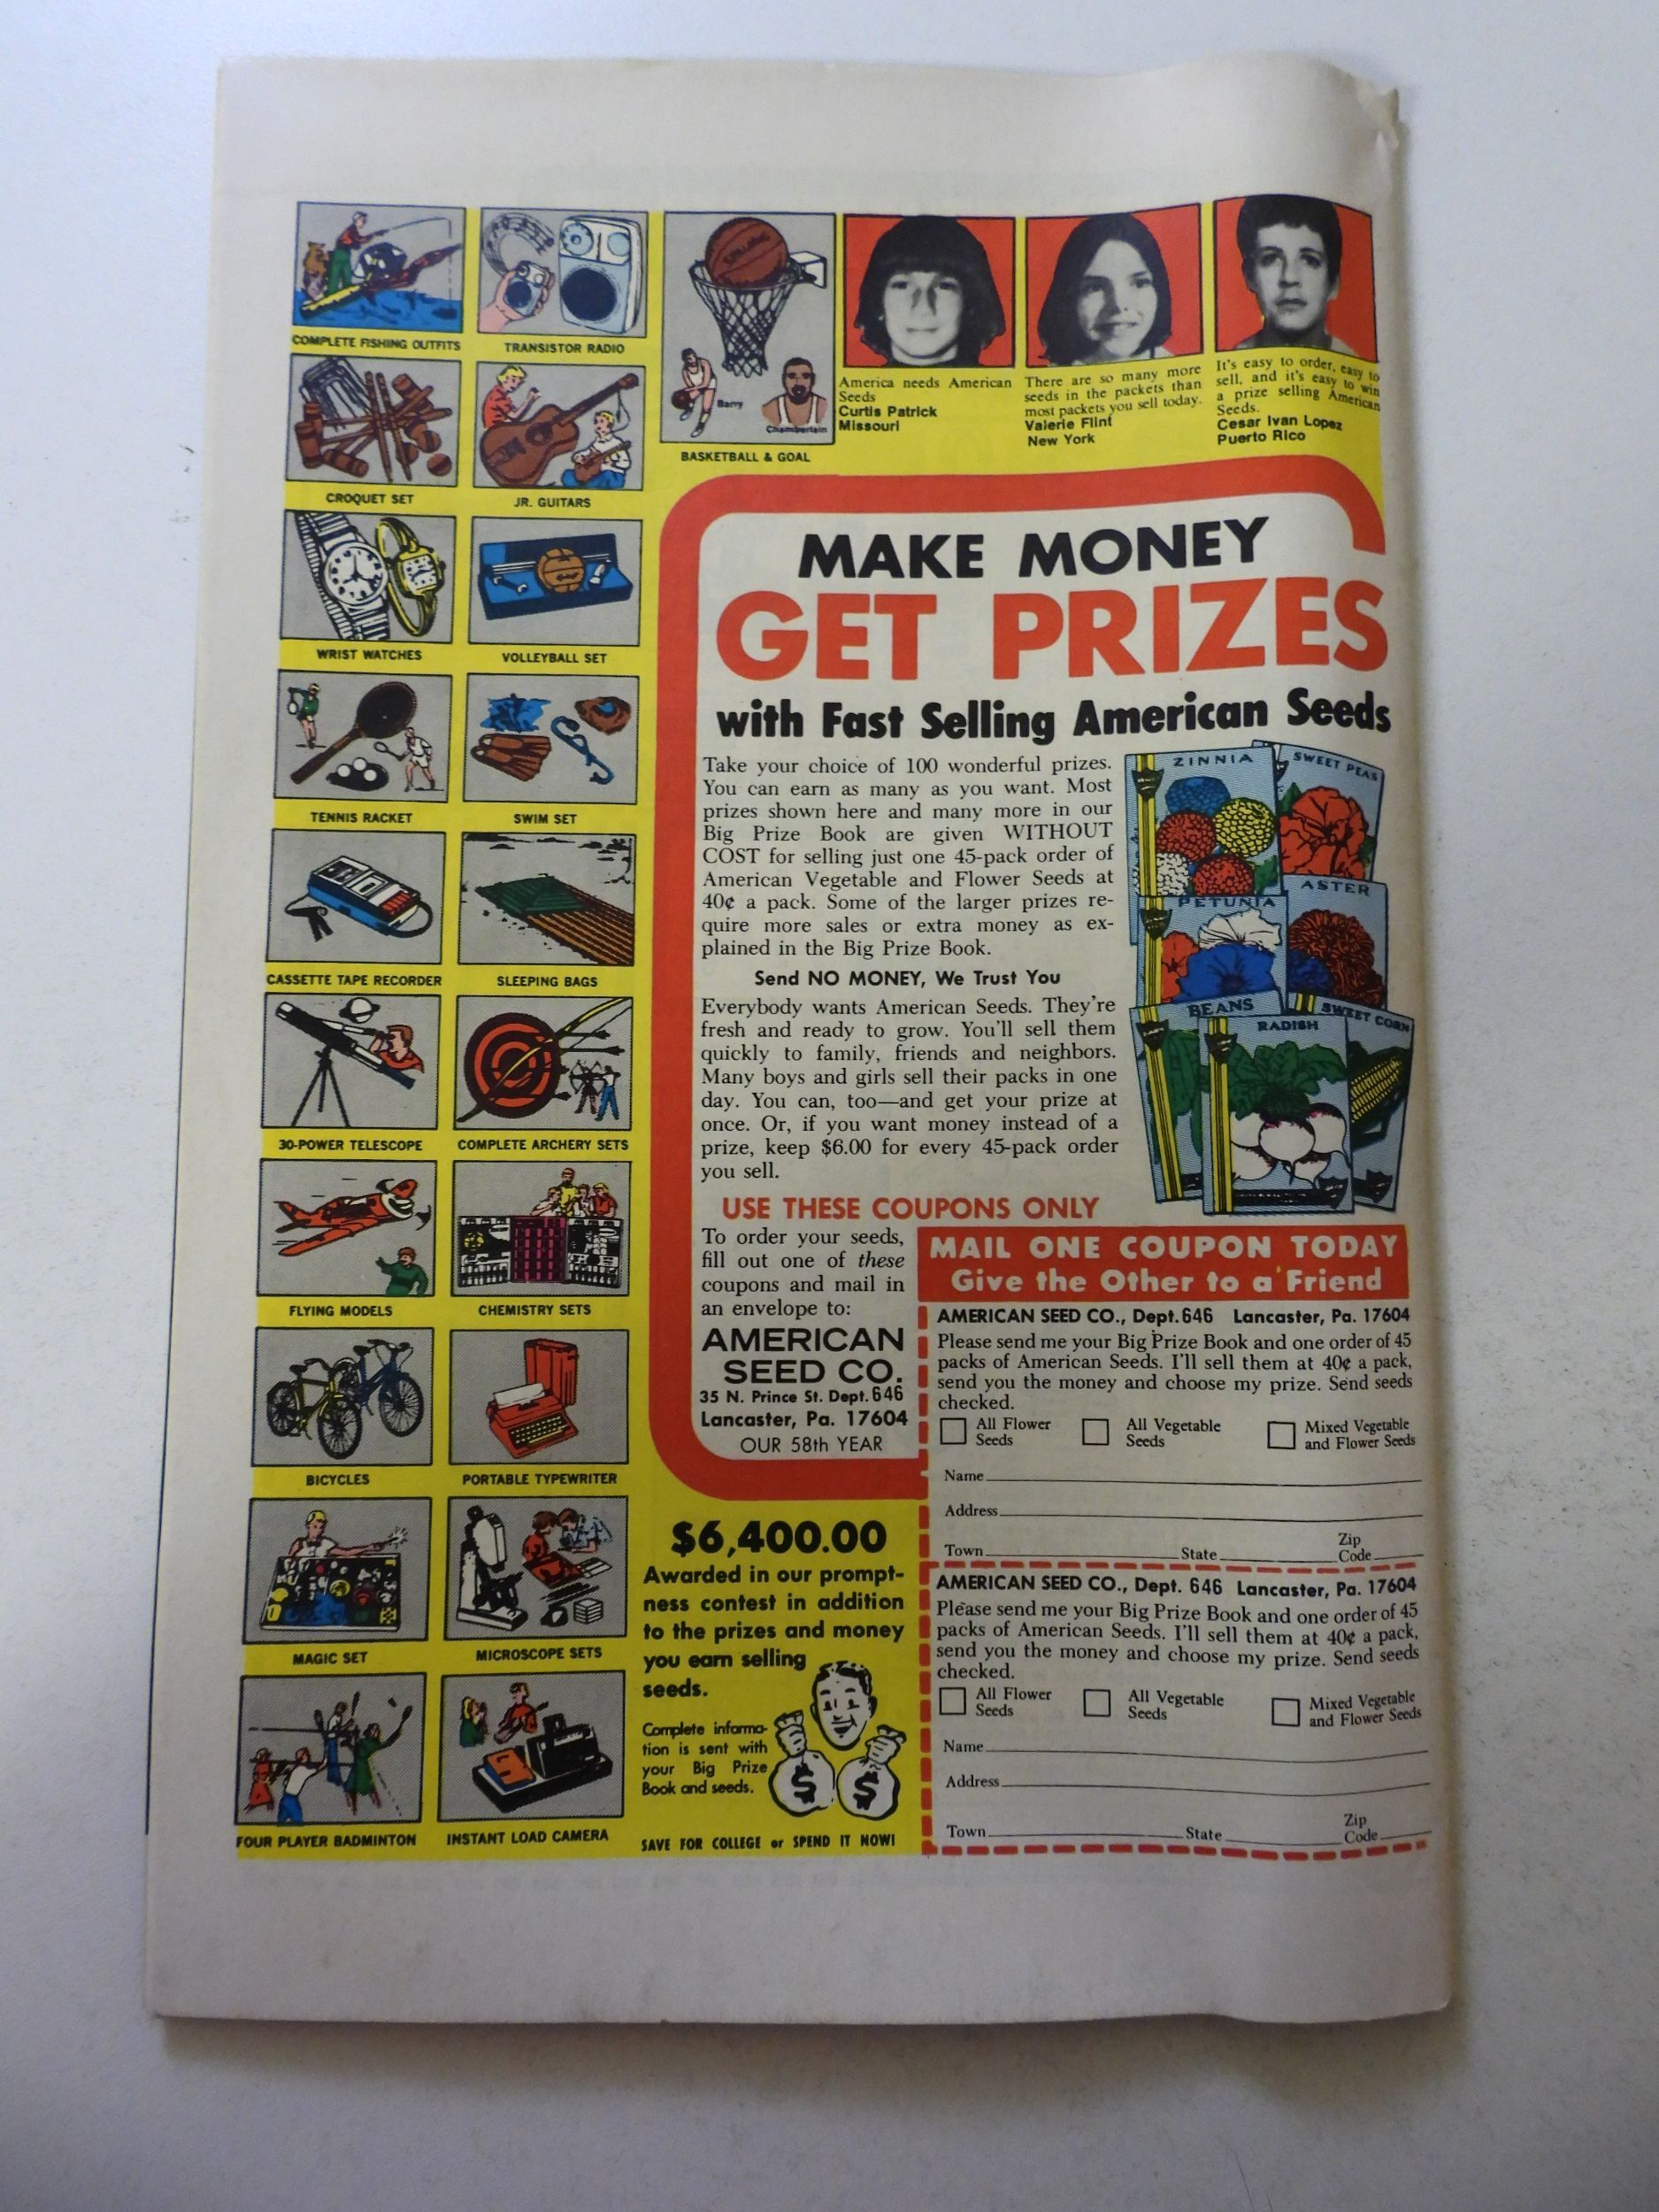 COMPLETE FISHING OUTFITS
TRANSISTOR RADIO
SPALDING
Barry
Chamberlain
BASKETBALL & GOAL
CROQUET SET
JR. GUITARS
WRIST WATCHES
VOLLEYBALL SET
TENNIS RACKET
SWIM SET
CASSETTE TAPE RECORDER
SLEEPING BAGS
30-POWER TELESCOPE
COMPLETE ARCHERY SETS
FLYING MODELS
CHEMISTRY SETS
BICYCLES
PORTABLE TYPEWRITER
MAGIC SET
MICROSCOPE SETS
FOUR PLAYER BADMINTON
INSTANT LOAD CAMERA
America needs American
Seeds
Curtis Patrick
Missouri
There are so many more
seeds in the packets than
most packets you sell today.
Valerie Flint
New York
It's easy to order, easy to
sell, and it's easy to win
a prize selling American
Seeds.
Cesar Ivan Lopez
Puerto Rico
MAKE MONEY
GET PRIZES
with Fast Selling American Seeds
Take your choice of 100 wonderful prizes.
You can earn as many as you want. Most
prizes shown here and many more in our
Big Prize Book are given WITHOUT
COST for selling just one 45-pack order of
American Vegetable and Flower Seeds at
40¢ a pack. Some of the larger prizes re-
quire more sales or extra money as ex-
plained in the Big Prize Book.
Send NO MONEY, We Trust You
Everybody wants American Seeds. They're
fresh and ready to grow. You'll sell them
quickly to family, friends and neighbors.
Many boys and girls sell their packs in one
day. You can, too—and get your prize at
once. Or, if you want money instead of a
prize, keep $6.00 for every 45-pack order
you sell.
ZINNIA
SWEET PEAS
PETUNIA
ASTER
BEANS
RADISH
SWEET CORN
USE THESE COUPONS ONLY
To order your seeds,
fill out one of these
coupons and mail in
an envelope to:
AMERICAN
SEED CO.
35 N. Prince St. Dept. 646
Lancaster, Pa. 17604
OUR 58th YEAR
MAIL ONE COUPON TODAY
Give the Other to a Friend
AMERICAN SEED CO., Dept. 646 Lancaster, Pa. 17604
Please send me your Big Prize Book and one order of 45
packs of American Seeds. I'll sell them at 40¢ a pack,
send you the money and choose my prize. Send seeds
checked.
All Flower
Seeds
All Vegetable
Seeds
Mixed Vegetable
and Flower Seeds
Name
Address
Town State Zip
Code
AMERICAN SEED CO., Dept. 646 Lancaster, Pa. 17604
Please send me your Big Prize Book and one order of 45
packs of American Seeds. I'll sell them at 40¢ a pack,
send you the money and choose my prize. Send seeds
checked.
All Flower
Seeds
All Vegetable
Seeds
Mixed Vegetable
and Flower Seeds
Name
Address
Town State Zip
Code
$6,400.00
Awarded in our prompt-
ness contest in addition
to the prizes and money
you earn selling
seeds.
Complete informa-
tion is sent with
your Big Prize
Book and seeds.
$ $
SAVE FOR COLLEGE or SPEND IT NOW!